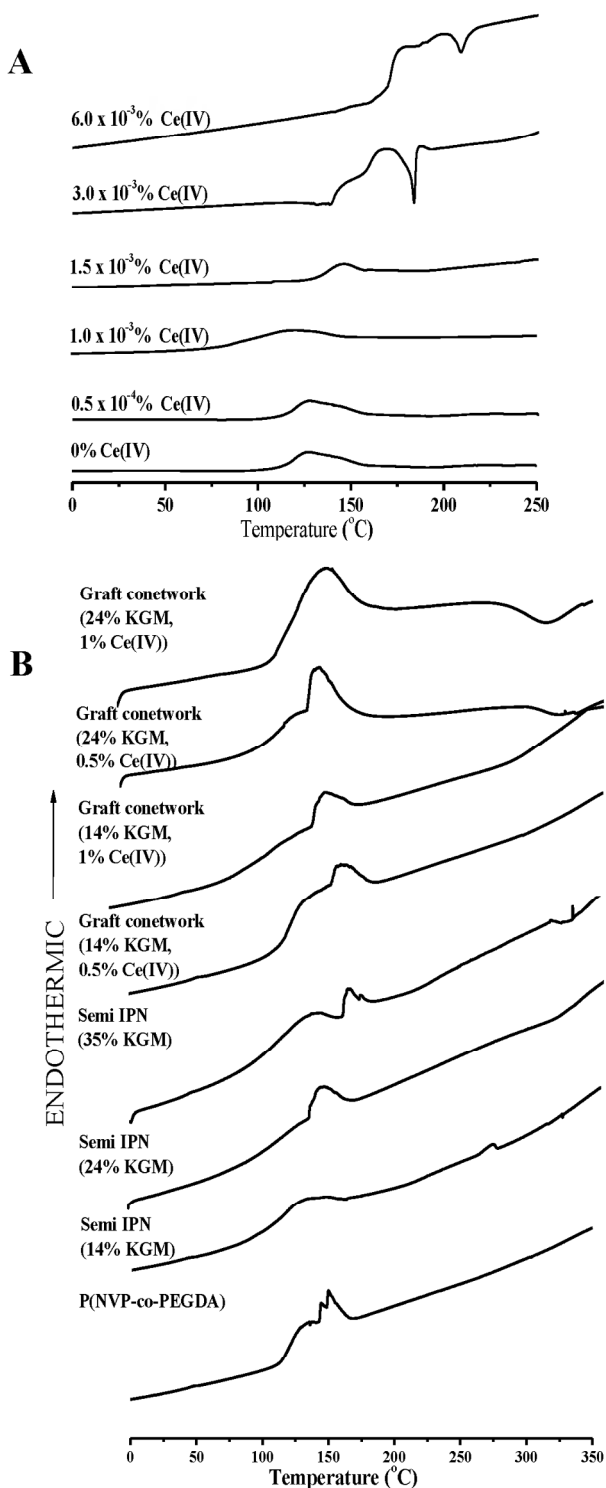 A
6.0 x 10⁻³% Ce(IV)
3.0 x 10⁻³% Ce(IV)
1.5 x 10⁻³% Ce(IV)
1.0 x 10⁻³% Ce(IV)
0.5 x 10⁻⁴% Ce(IV)
0% Ce(IV)
0 50 100 150 200 250
Temperature (°C)
B
Graft conetwork
(24% KGM,
1% Ce(IV))
Graft conetwork
(24% KGM,
0.5% Ce(IV))
Graft conetwork
(14% KGM,
1% Ce(IV))
Graft conetwork
(14% KGM,
0.5% Ce(IV))
Semi IPN
(35% KGM)
Semi IPN
(24% KGM)
Semi IPN
(14% KGM)
P(NVP-co-PEGDA)
ENDOTHERMIC
0 50 100 150 200 250 300 350
Temperature (°C)